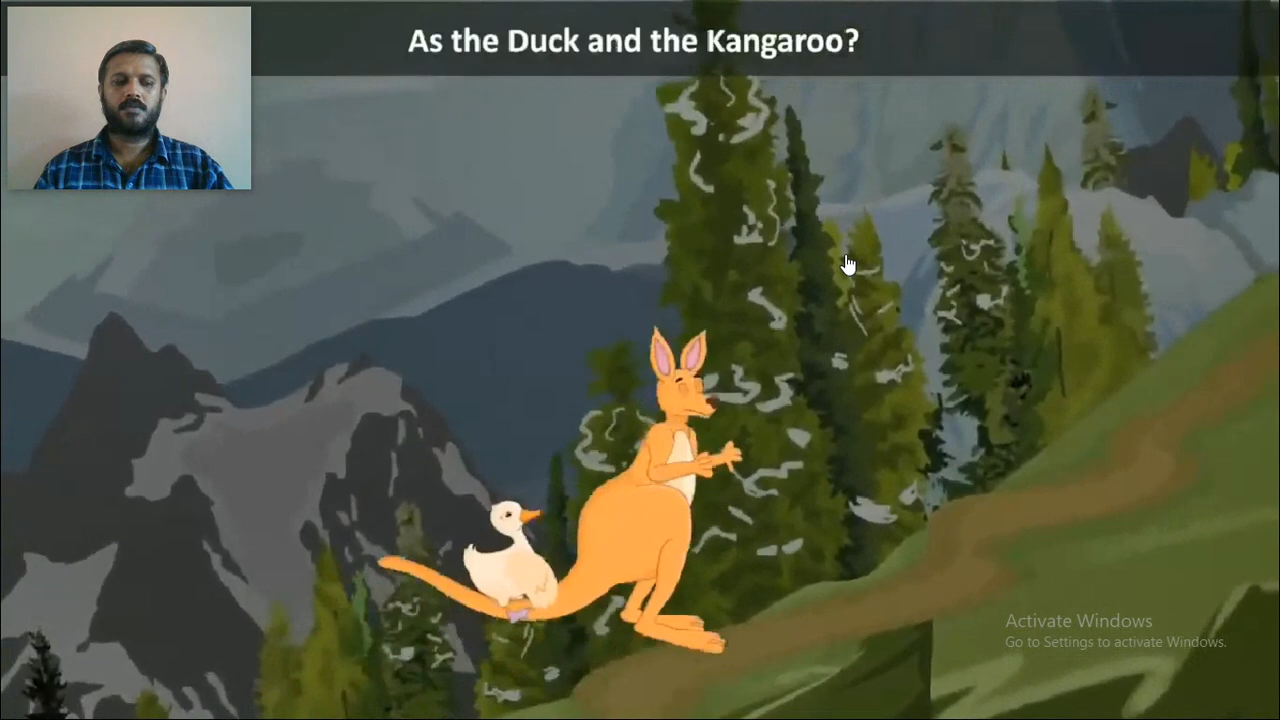 As the Duck and the Kangaroo?
Activate Windows
Go to Settings to activate Windows.